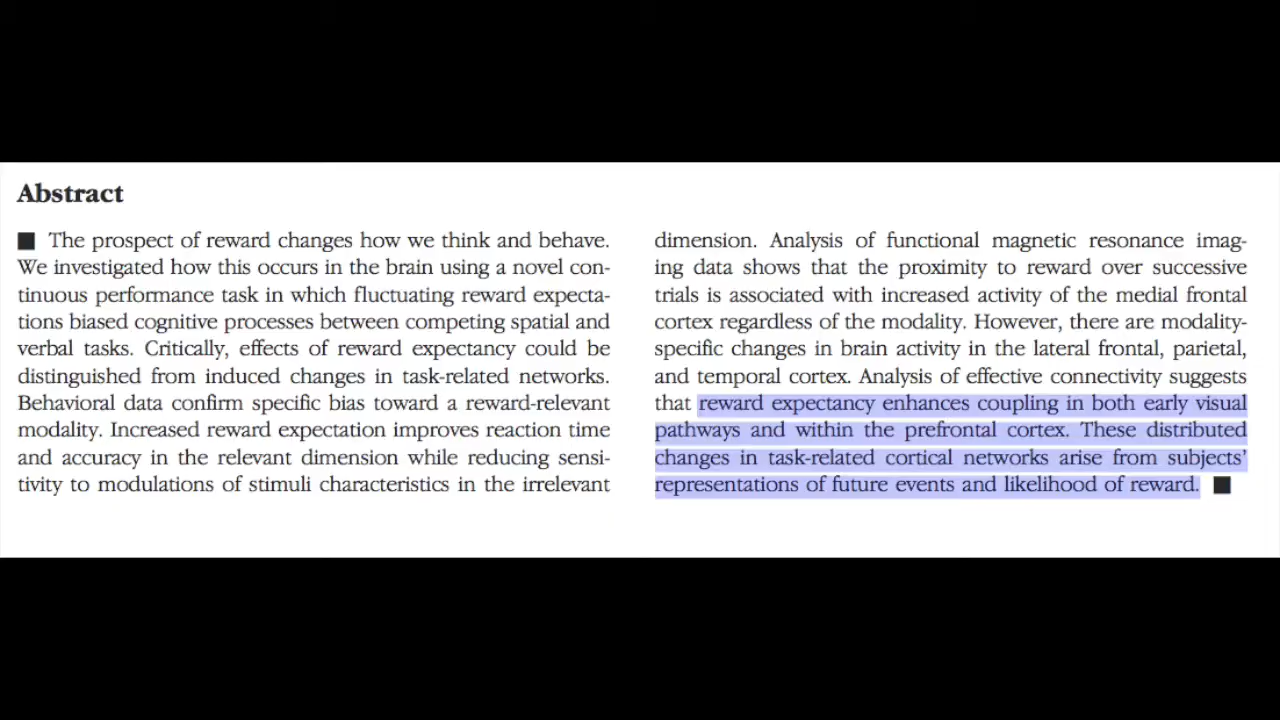 Abstract
■ The prospect of reward changes how we think and behave.
We investigated how this occurs in the brain using a novel con-
tinuous performance task in which fluctuating reward expecta-
tions biased cognitive processes between competing spatial and
verbal tasks. Critically, effects of reward expectancy could be
distinguished from induced changes in task-related networks.
Behavioral data confirm specific bias toward a reward-relevant
modality. Increased reward expectation improves reaction time
and accuracy in the relevant dimension while reducing sensi-
tivity to modulations of stimuli characteristics in the irrelevant
dimension. Analysis of functional magnetic resonance imag-
ing data shows that the proximity to reward over successive
trials is associated with increased activity of the medial frontal
cortex regardless of the modality. However, there are modality-
specific changes in brain activity in the lateral frontal, parietal,
and temporal cortex. Analysis of effective connectivity suggests
that reward expectancy enhances coupling in both early visual
pathways and within the prefrontal cortex. These distributed
changes in task-related cortical networks arise from subjects’
representations of future events and likelihood of reward. ■